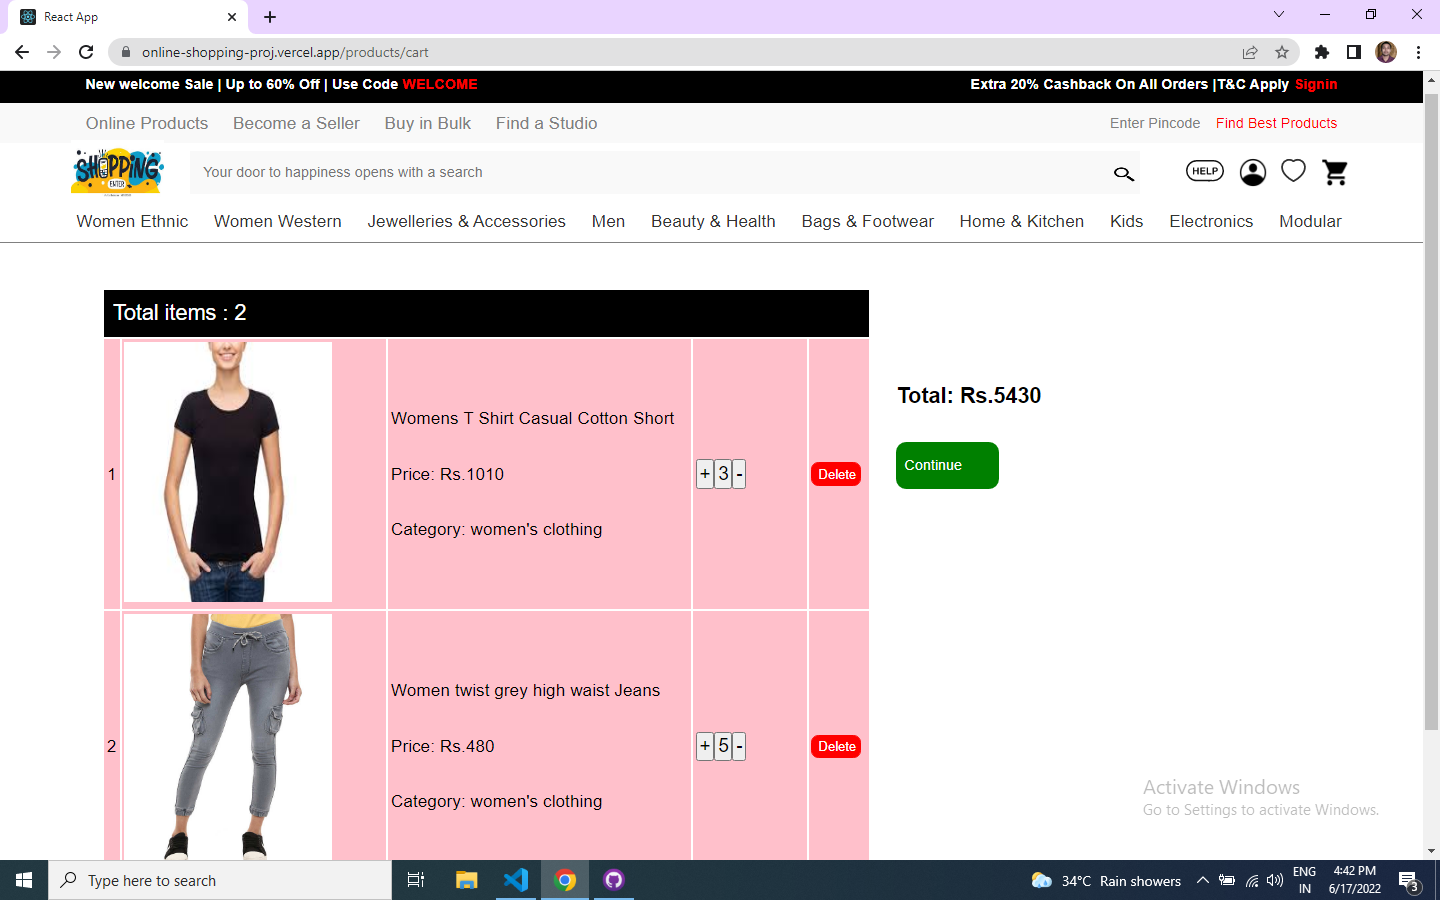 React App
online-shopping-proj.vercel.app/products/cart
New welcome Sale | Up to 60% Off | Use Code WELCOME
Extra 20% Cashback On All Orders |T&C Apply Signin
Online Products Become a Seller Buy in Bulk Find a Studio
Enter Pincode Find Best Products
SHOPPING
Your door to happiness opens with a search
HELP
Women Ethnic Women Western Jewelleries & Accessories Men Beauty & Health Bags & Footwear Home & Kitchen Kids Electronics Modular
Total items : 2
Womens T Shirt Casual Cotton Short
1 Price: Rs.1010 + 3 - Delete
Category: women's clothing
Total: Rs.5430
Continue
Women twist grey high waist Jeans
2 Price: Rs.480 + 5 - Delete
Category: women's clothing
Activate Windows
Go to Settings to activate Windows.
Type here to search
34°C Rain showers
ENG
IN
4:42 PM
6/17/2022
3